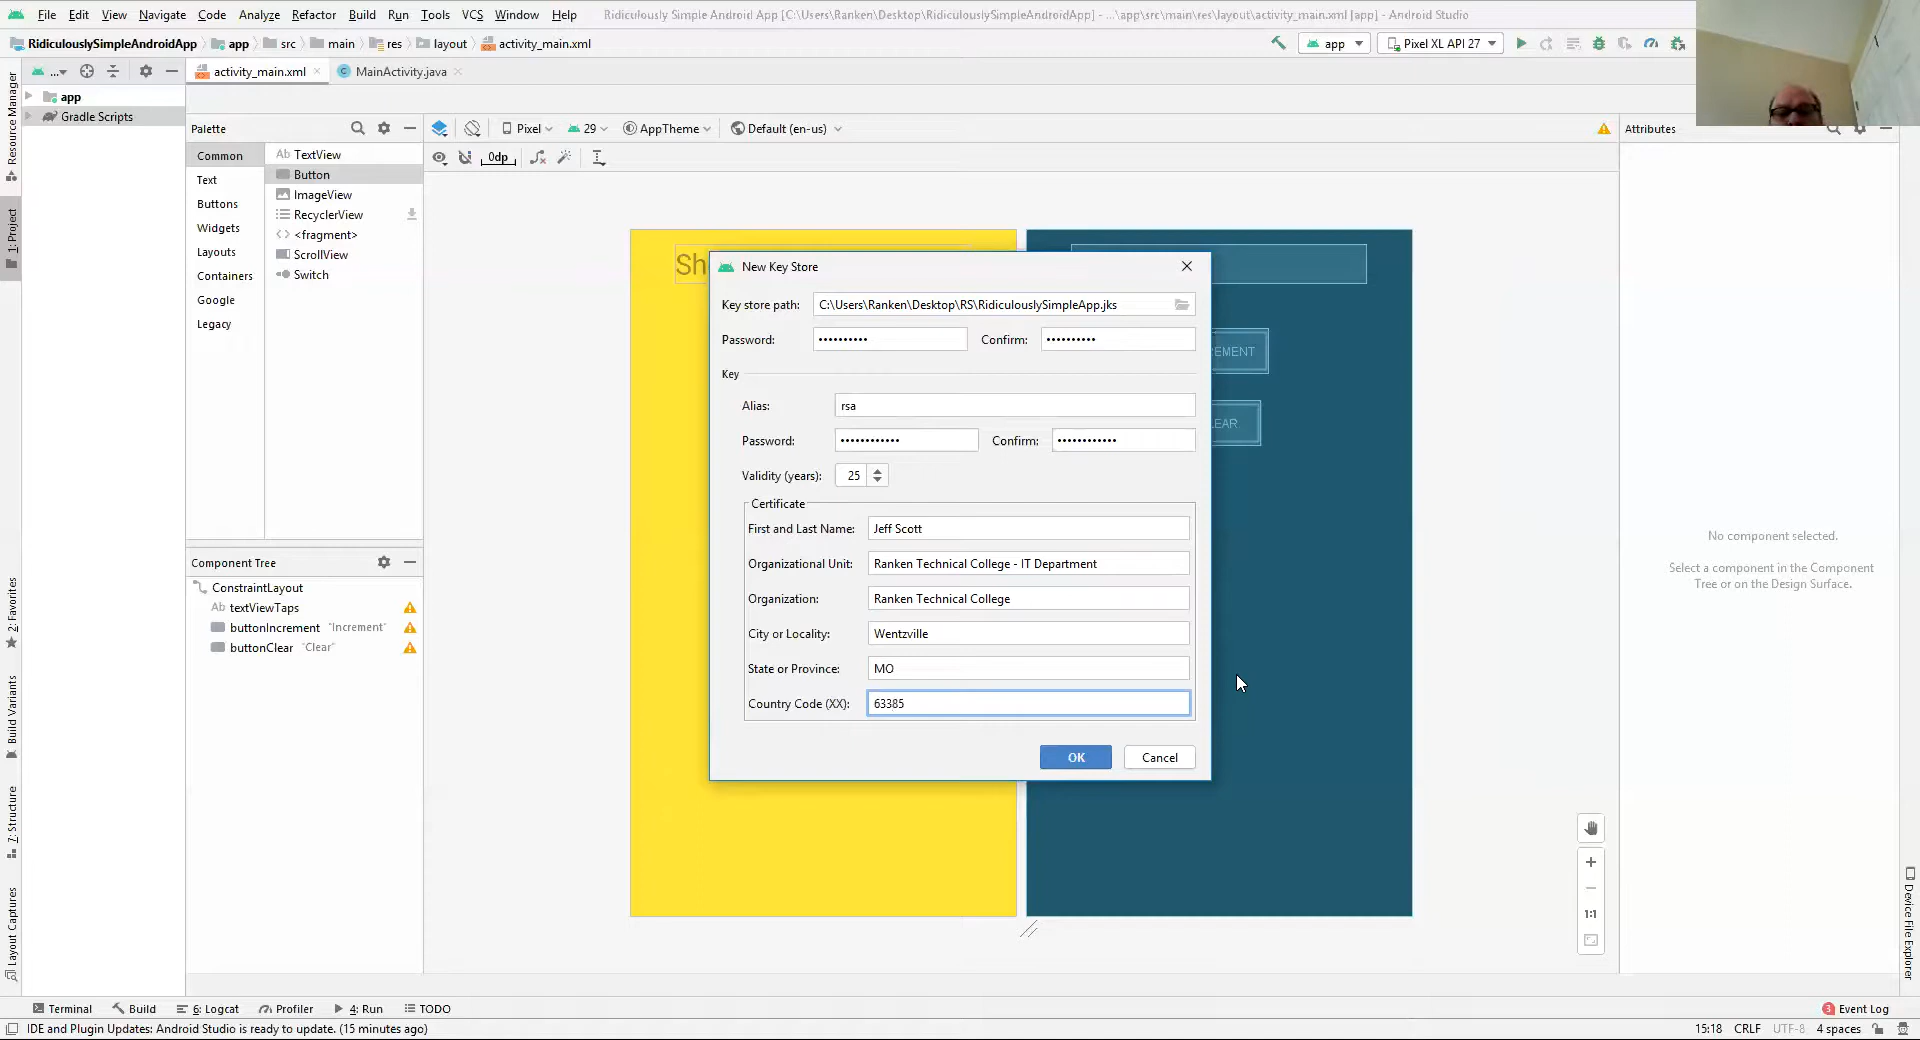 File Edit View Navigate Code Analyze Refactor Build Run Tools VCS Window Help Ridiculously Simple Android App [C:\Users\Ranken\Desktop\RidiculouslySimpleAndroidApp] - ...\app\src\main\res\layout\activity_main.xml [app] - Android Studio
RidiculouslySimpleAndroidApp app src main res layout activity_main.xml app Pixel XL API 27
... activity_main.xml MainActivity.java
app
Gradle Scripts
Resource Manager
1: Project
2: Favorites
Build Variants
7: Structure
Layout Captures
Palette
Common
Text
Buttons
Widgets
Layouts
Containers
Google
Legacy
Ab TextView
Button
ImageView
RecyclerView
<> <fragment>
ScrollView
Switch
Pixel 29 AppTheme Default (en-us)
0dp
Component Tree
ConstraintLayout
Ab textViewTaps
buttonIncrement "Increment"
buttonClear "Clear"
Sh
REMENT
LEAR
New Key Store
Key store path: C:\Users\Ranken\Desktop\RS\RidiculouslySimpleApp.jks
Password: •••••••••• Confirm: ••••••••••
Key
Alias: rsa
Password: •••••••••••• Confirm: ••••••••••••
Validity (years): 25
Certificate
First and Last Name: Jeff Scott
Organizational Unit: Ranken Technical College - IT Department
Organization: Ranken Technical College
City or Locality: Wentzville
State or Province: MO
Country Code (XX): 63385
OK Cancel
Attributes
No component selected.
Select a component in the Component
Tree or on the Design Surface.
1:1
Device File Explorer
Terminal Build 6: Logcat Profiler 4: Run TODO 3 Event Log
IDE and Plugin Updates: Android Studio is ready to update. (15 minutes ago) 15:18 CRLF UTF-8 4 spaces